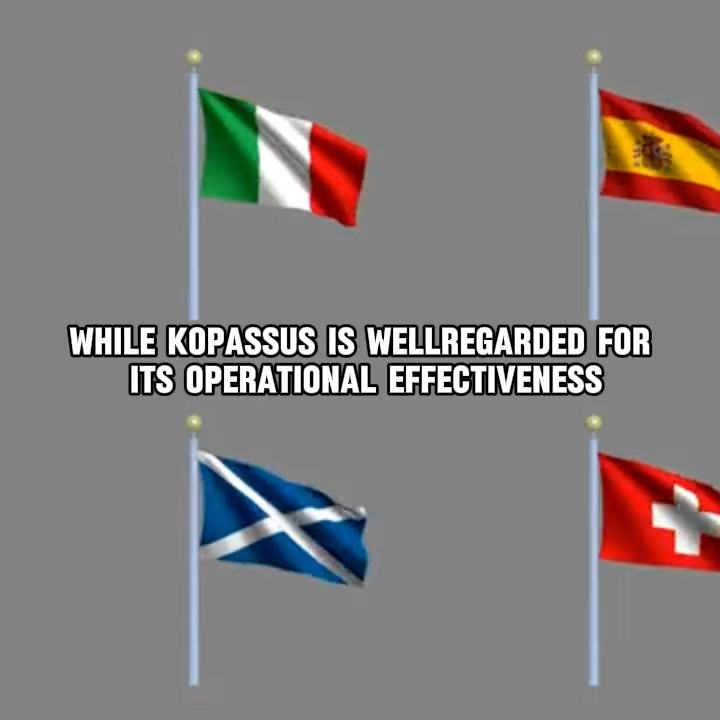 WHILE KOPASSUS IS WELLREGARDED FOR
ITS OPERATIONAL EFFECTIVENESS